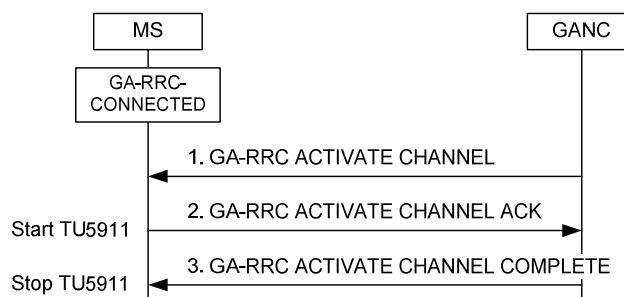 MS
GANC
GA-RRC-
CONNECTED
1. GA-RRC ACTIVATE CHANNEL
2. GA-RRC ACTIVATE CHANNEL ACK
Start TU5911
3. GA-RRC ACTIVATE CHANNEL COMPLETE
Stop TU5911